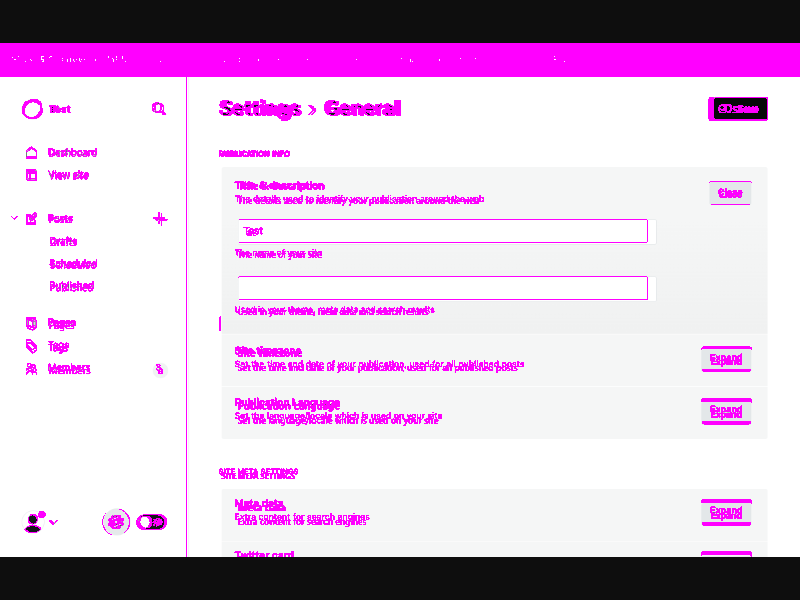 Settings › General
Test
Dashboard
View site
Posts
Drafts
Scheduled
Published
Pages
Tags
Members
PUBLICATION INFO
Title & description
The details used to identify your publication around the web
Close
Test
The name of your site
Used in your theme, meta data and search results
Site timezone
Set the time and date of your publication, used for all published posts
Expand
Publication Language
Set the language/locale which is used on your site
Expand
SITE META SETTINGS
Meta data
Extra content for search engines
Expand
Twitter card